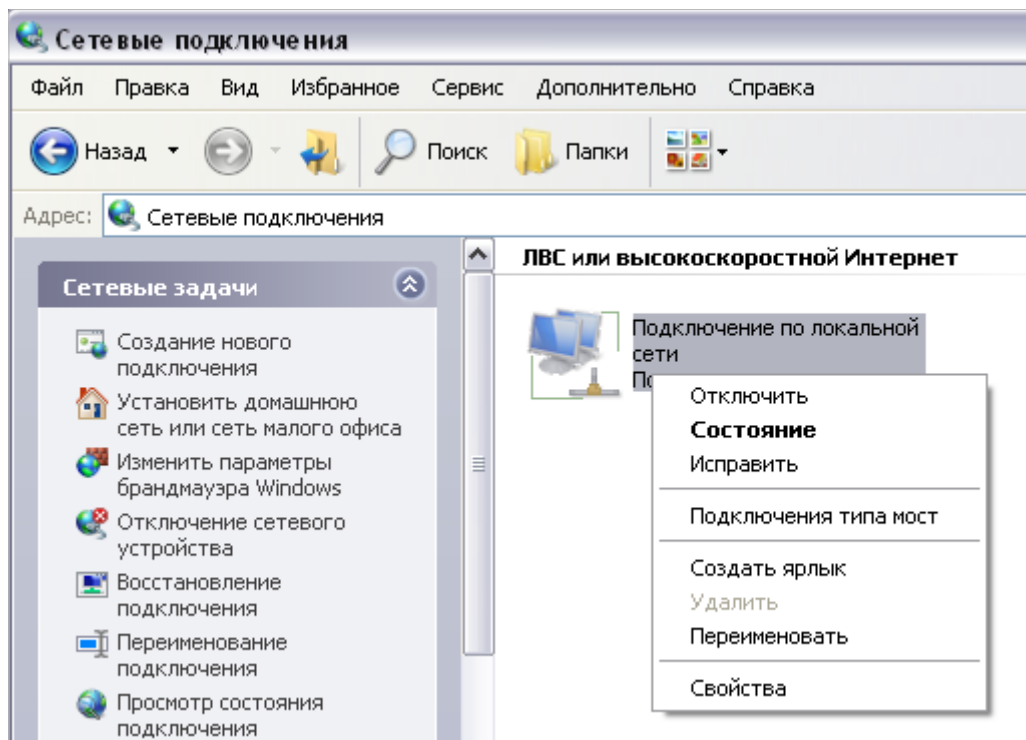 Сетевые подключения
Файл Правка Вид Избранное Сервис Дополнительно Справка
Назад Поиск Папки
Адрес: Сетевые подключения
Сетевые задачи
Создание нового
подключения
Установить домашнюю
сеть или сеть малого офиса
Изменить параметры
брандмауэра Windows
Отключение сетевого
устройства
Восстановление
подключения
Переименование
подключения
Просмотр состояния
подключения
ЛВС или высокоскоростной Интернет
Подключение по локальной
сети
Отключить
Состояние
Исправить
Подключения типа мост
Создать ярлык
Удалить
Переименовать
Свойства